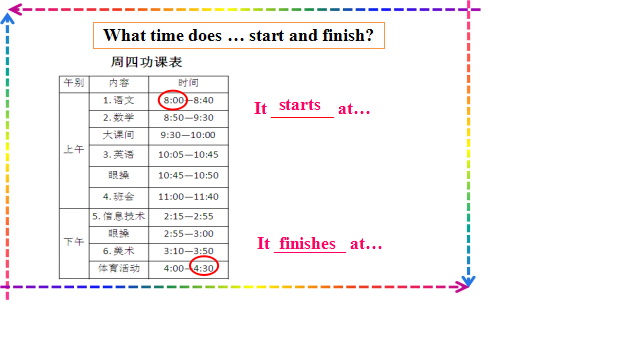 What time does … start and finish?
周四功课表
午别 内容 时间
上午
1.语文 8:00—8:40
2.数学 8:50—9:30
大课间 9:30—10:00
3.英语 10:05—10:45
眼操 10:45—10:50
4.班会 11:00—11:40
下午
5.信息技术 2:15—2:55
眼操 2:55—3:00
6.美术 3:10—3:50
体育活动 4:00—4:30
It starts at…
It finishes at…